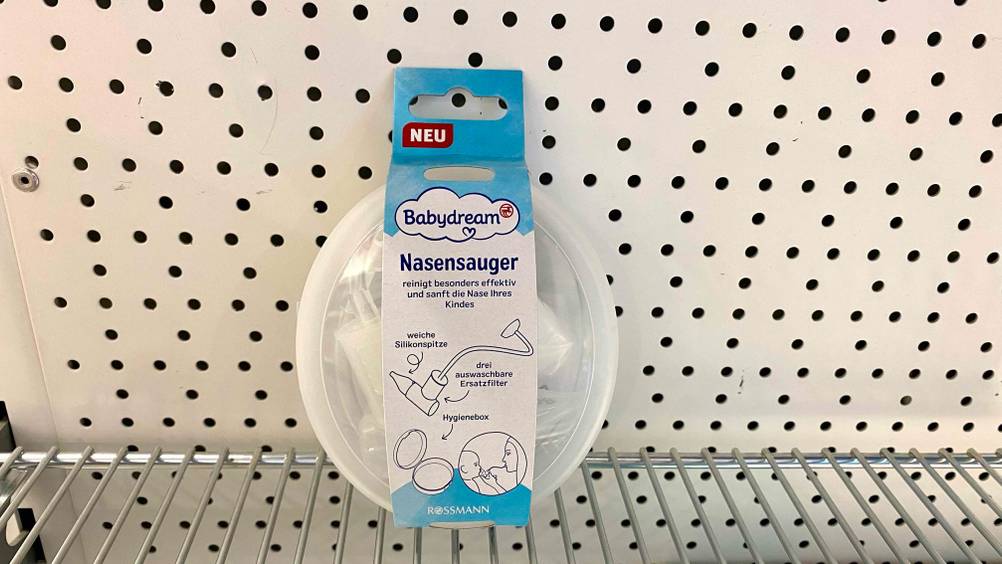 NEU
Babydream
Nasensauger
reinigt besonders effektiv
und sanft die Nase Ihres
Kindes
weiche
Silikonspitze
drei
auswaschbare
Ersatzfilter
Hygienebox
ROSSMANN